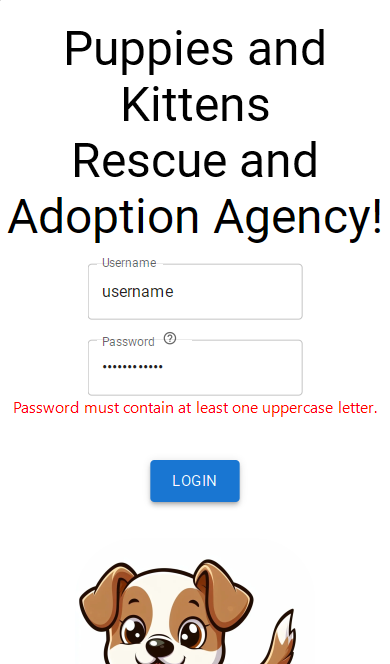 Puppies and
Kittens
Rescue and
Adoption Agency!
Username
username
Password
••••••••••••
Password must contain at least one uppercase letter.
LOGIN